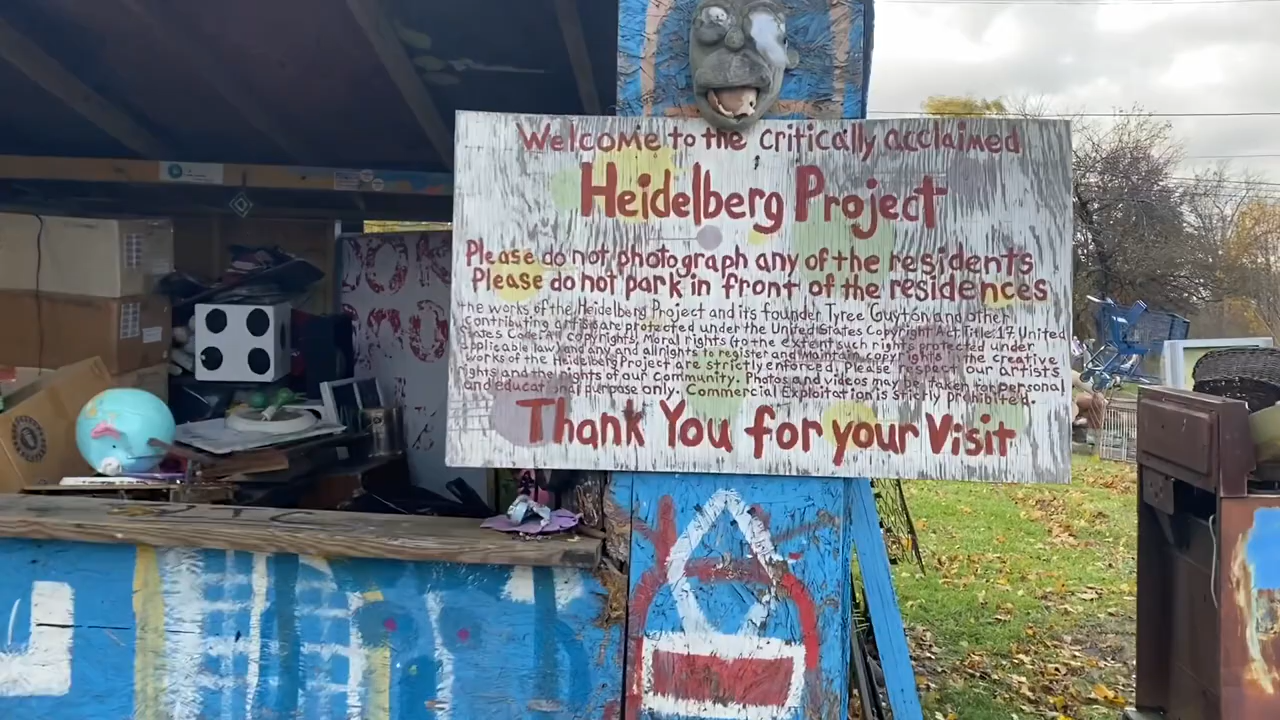 Welcome to the critically acclaimed
Heidelberg Project
Please do not photograph any of the residents
Please do not park in front of the residences
the works of the Heidelberg Project and its founder Tyree Guyton and other
contributing artists are protected under the United States Copyright Act Title 17 United
States Code. All copyrights, Moral rights (to the extent such rights protected under
applicable law) and any and all rights to register and maintain copyrights in the creative
works of the Heidelberg Project are strictly enforced. Please respect our artists
rights and the rights of our Community. Photos and videos may be taken for personal
and educational purpose only. Commercial Exploitation is strictly prohibited.
Thank You for your Visit